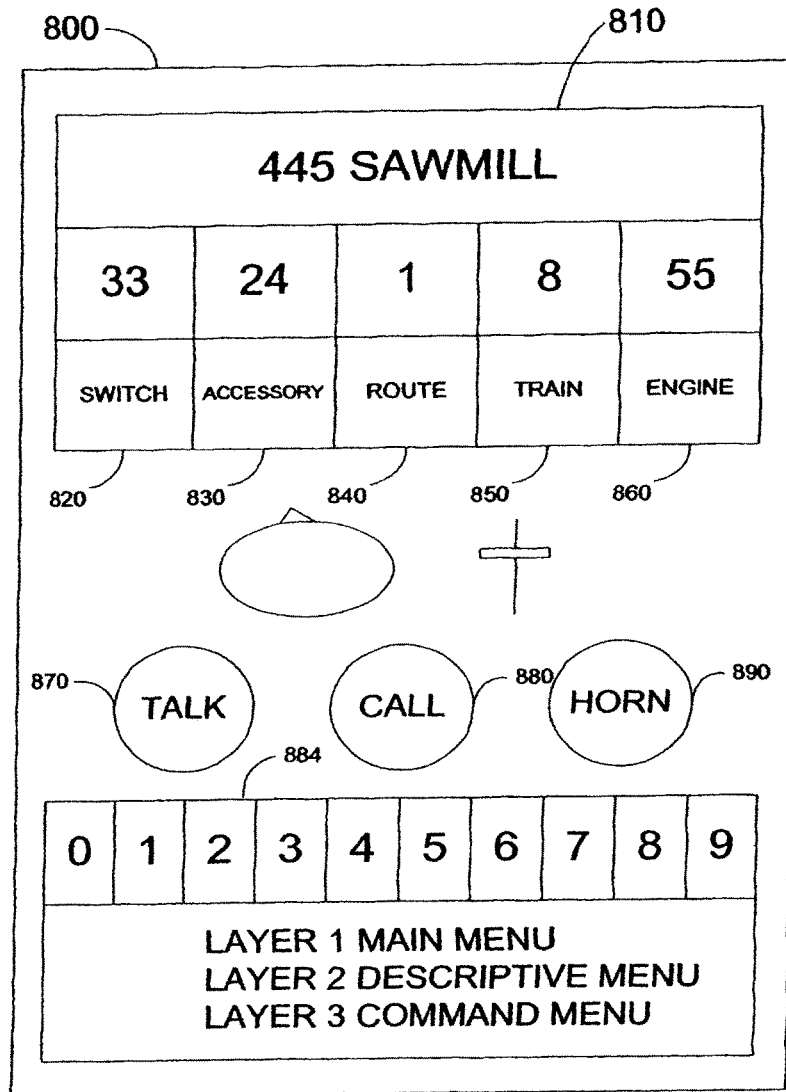 800
810
445 SAWMILL
33 24 1 8 55
SWITCH ACCESSORY ROUTE TRAIN ENGINE
820 830 840 850 860
870 TALK CALL 880 HORN 890
884
0 1 2 3 4 5 6 7 8 9
LAYER 1 MAIN MENU
LAYER 2 DESCRIPTIVE MENU
LAYER 3 COMMAND MENU